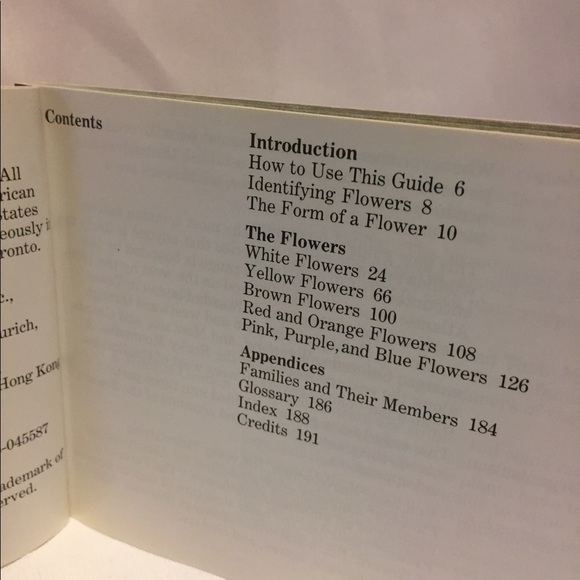 All
rican
tates
eously i
ronto.
c.,
urich,
Hong Kong
-045587
ademark of
erved.
Contents
Introduction
How to Use This Guide 6
Identifying Flowers 8
The Form of a Flower 10
The Flowers
White Flowers 24
Yellow Flowers 66
Brown Flowers 100
Red and Orange Flowers 108
Pink, Purple, and Blue Flowers 126
Appendices
Families and Their Members 184
Glossary 186
Index 188
Credits 191